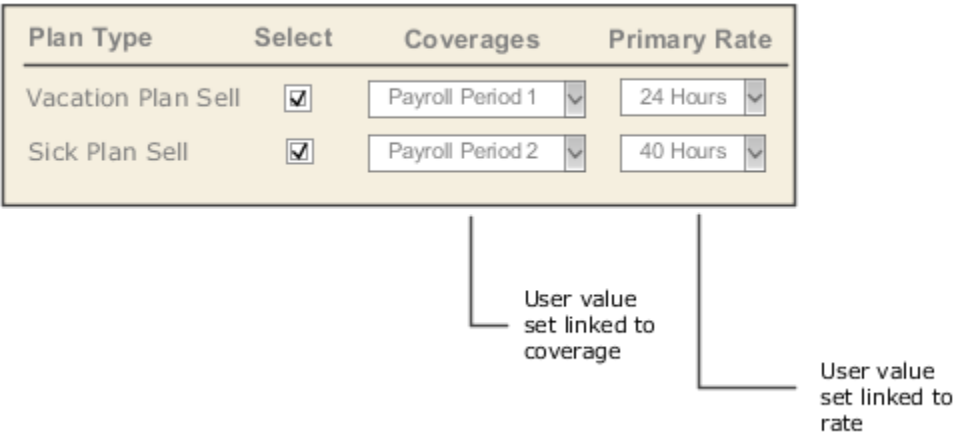 Plan Type Select Coverages Primary Rate
Vacation Plan Sell Payroll Period 1 24 Hours
Sick Plan Sell Payroll Period 2 40 Hours
User value
set linked to
coverage
User value
set linked to
rate